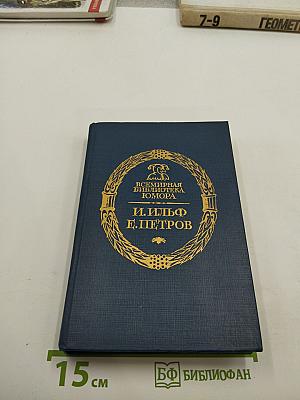 7-9
ГЕОМЕТ
ВСЕМИРНАЯ
БИБЛИОТЕКА
ЮМОРА
И. ИЛЬФ
Е. ПЕТРОВ
15 см
БФ БИБЛИОФАН